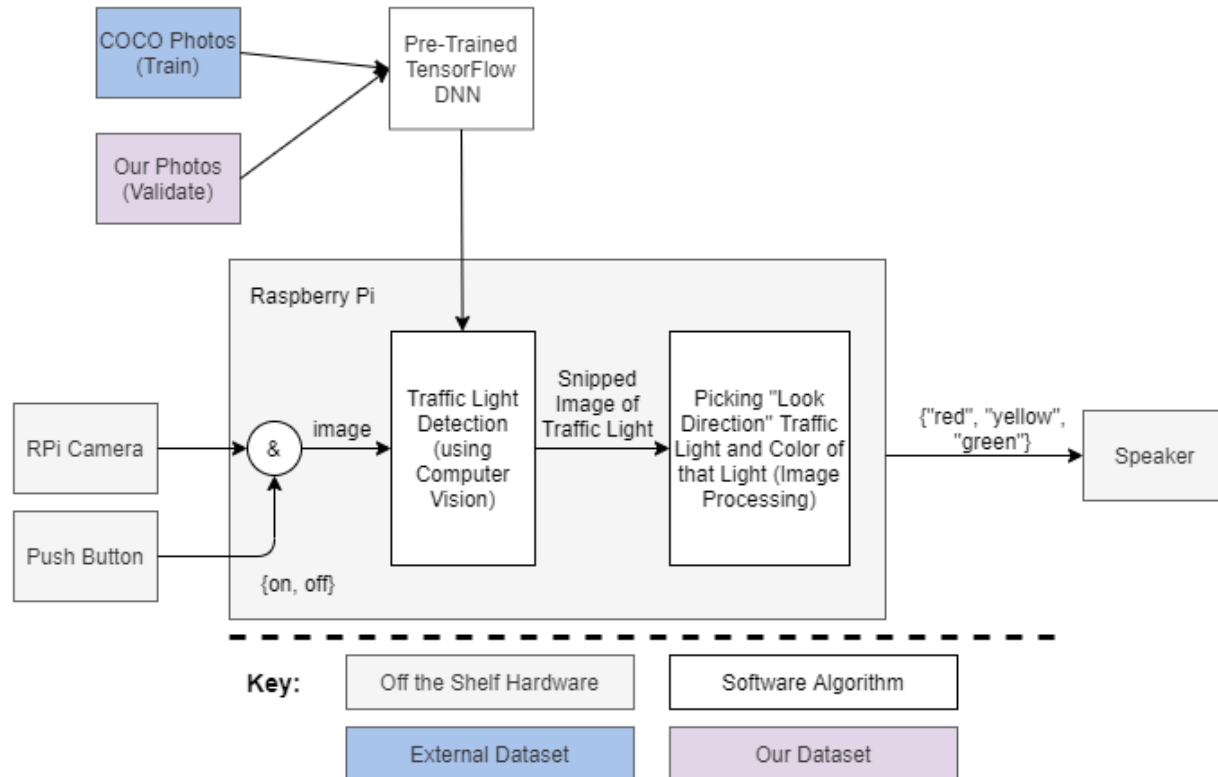 COCO Photos
(Train)
Pre-Trained
TensorFlow
DNN
Our Photos
(Validate)
Raspberry Pi
RPi Camera
Push Button
&
{on, off}
image
Traffic Light
Detection
(using
Computer
Vision)
Snipped
Image of
Traffic Light
Picking "Look
Direction" Traffic
Light and Color of
that Light (Image
Processing)
{"red", "yellow",
"green"}
Speaker
Key:
Off the Shelf Hardware
Software Algorithm
External Dataset
Our Dataset